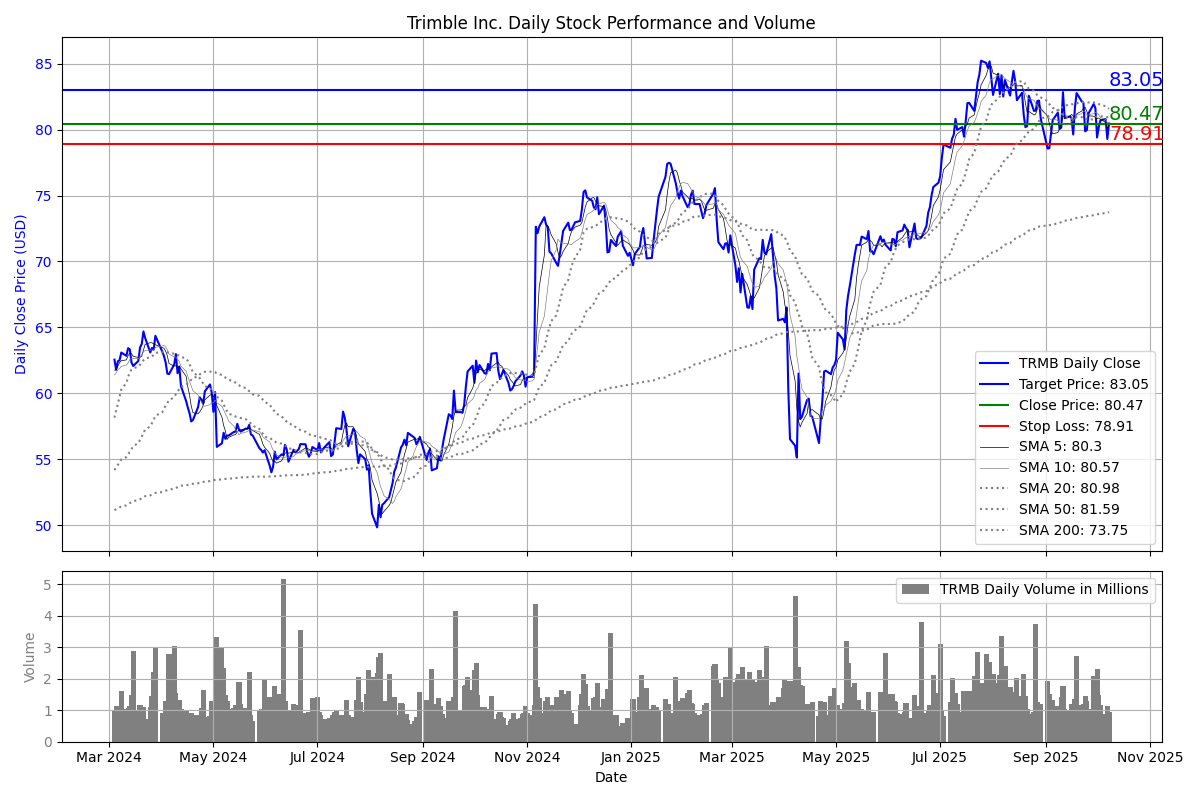 Trimble Inc. Daily Stock Performance and Volume
Daily Close Price (USD)
85
80
75
70
65
60
55
50
83.05
80.47
78.91
TRMB Daily Close
Target Price: 83.05
Close Price: 80.47
Stop Loss: 78.91
SMA 5: 80.3
SMA 10: 80.57
SMA 20: 80.98
SMA 50: 81.59
SMA 200: 73.75
Volume
5
4
3
2
1
0
TRMB Daily Volume in Millions
Mar 2024 May 2024 Jul 2024 Sep 2024 Nov 2024 Jan 2025 Mar 2025 May 2025 Jul 2025 Sep 2025 Nov 2025
Date